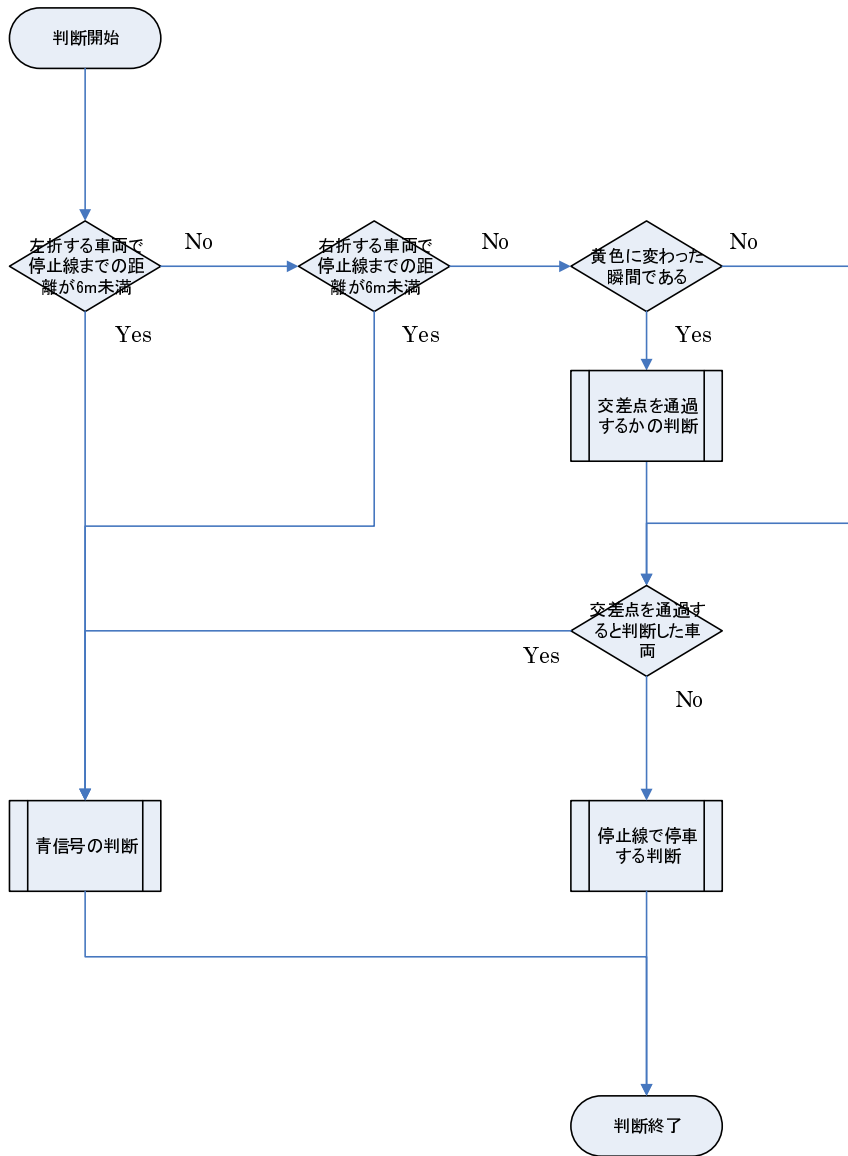 判断開始
左折する車両で
停止線までの距
離が6m未満
No
右折する車両で
停止線までの距
離が6m未満
No
黄色に変わった
瞬間である
No
Yes
Yes
Yes
交差点を通過
するかの判断
交差点を通過す
ると判断した車
両
Yes
No
青信号の判断
停止線で停車
する判断
判断終了